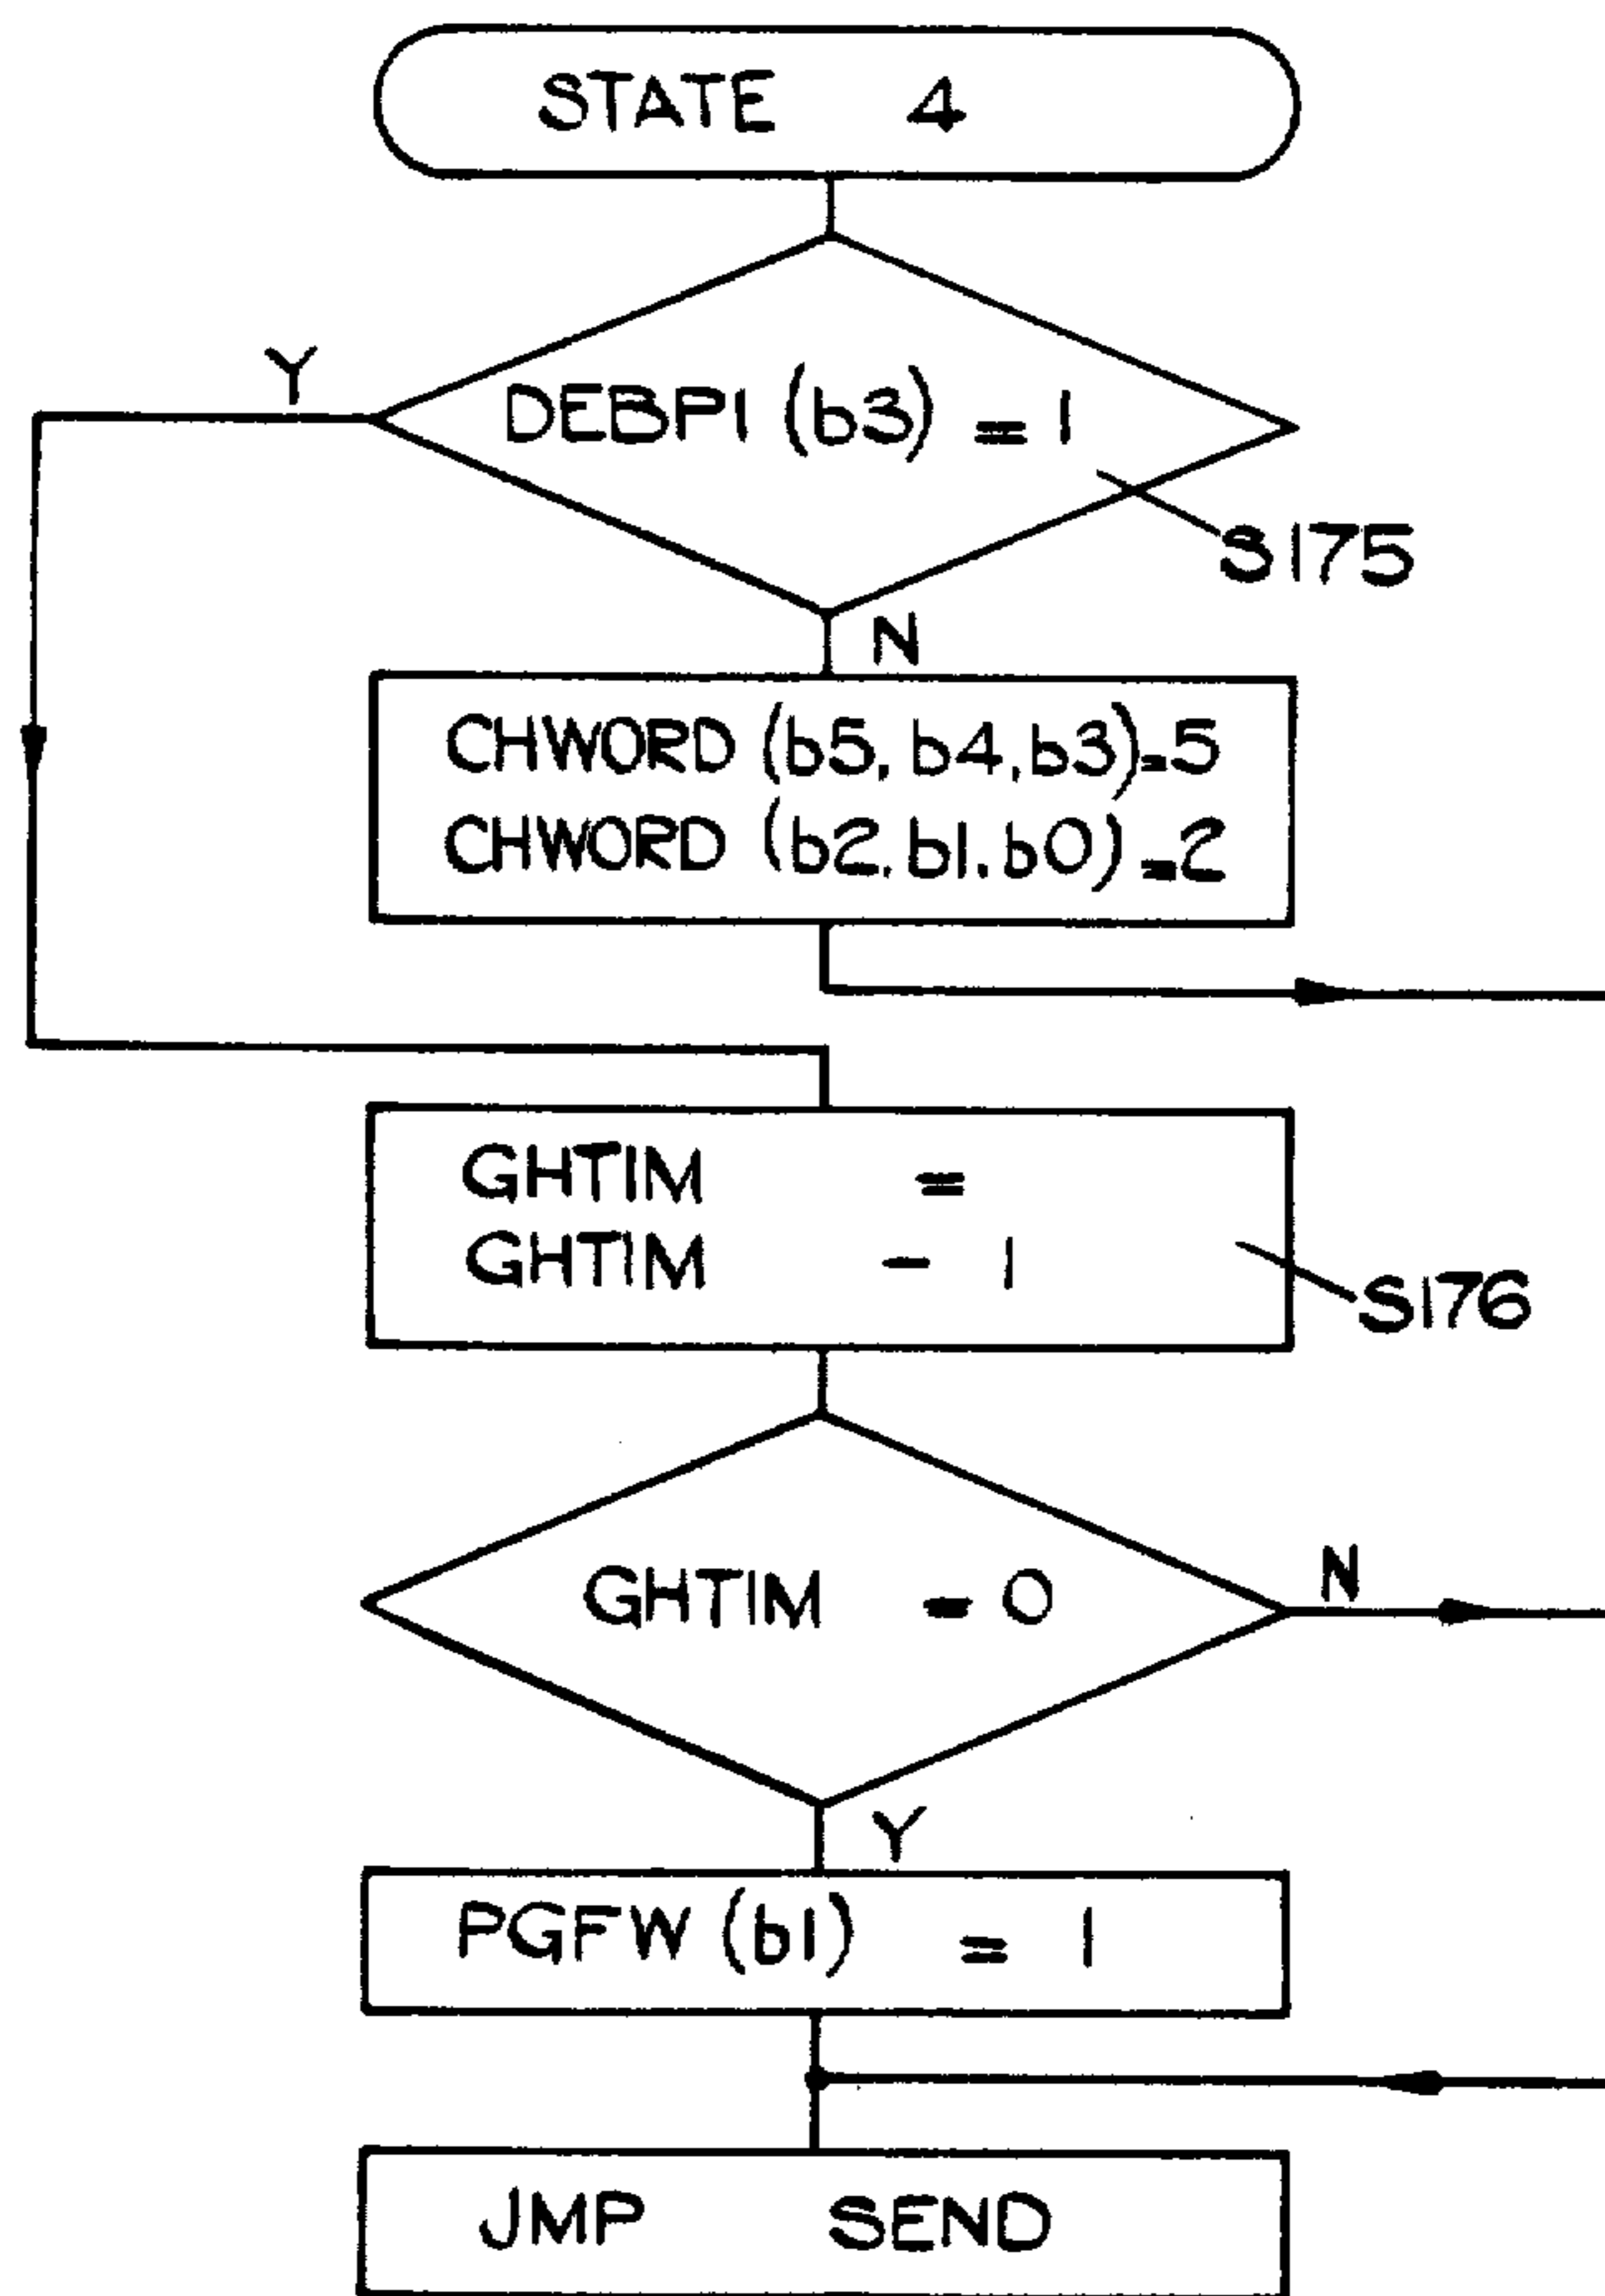 STATE 4
Y
DEBP1 (b3) = 1
S175
N
CHWORD (b5, b4, b3) = 5
CHWORD (b2, b1, b0) = 2
GHTIM =
GHTIM - 1
S176
GHTIM = 0
N
Y
PGFW (b1) = 1
JMP SEND